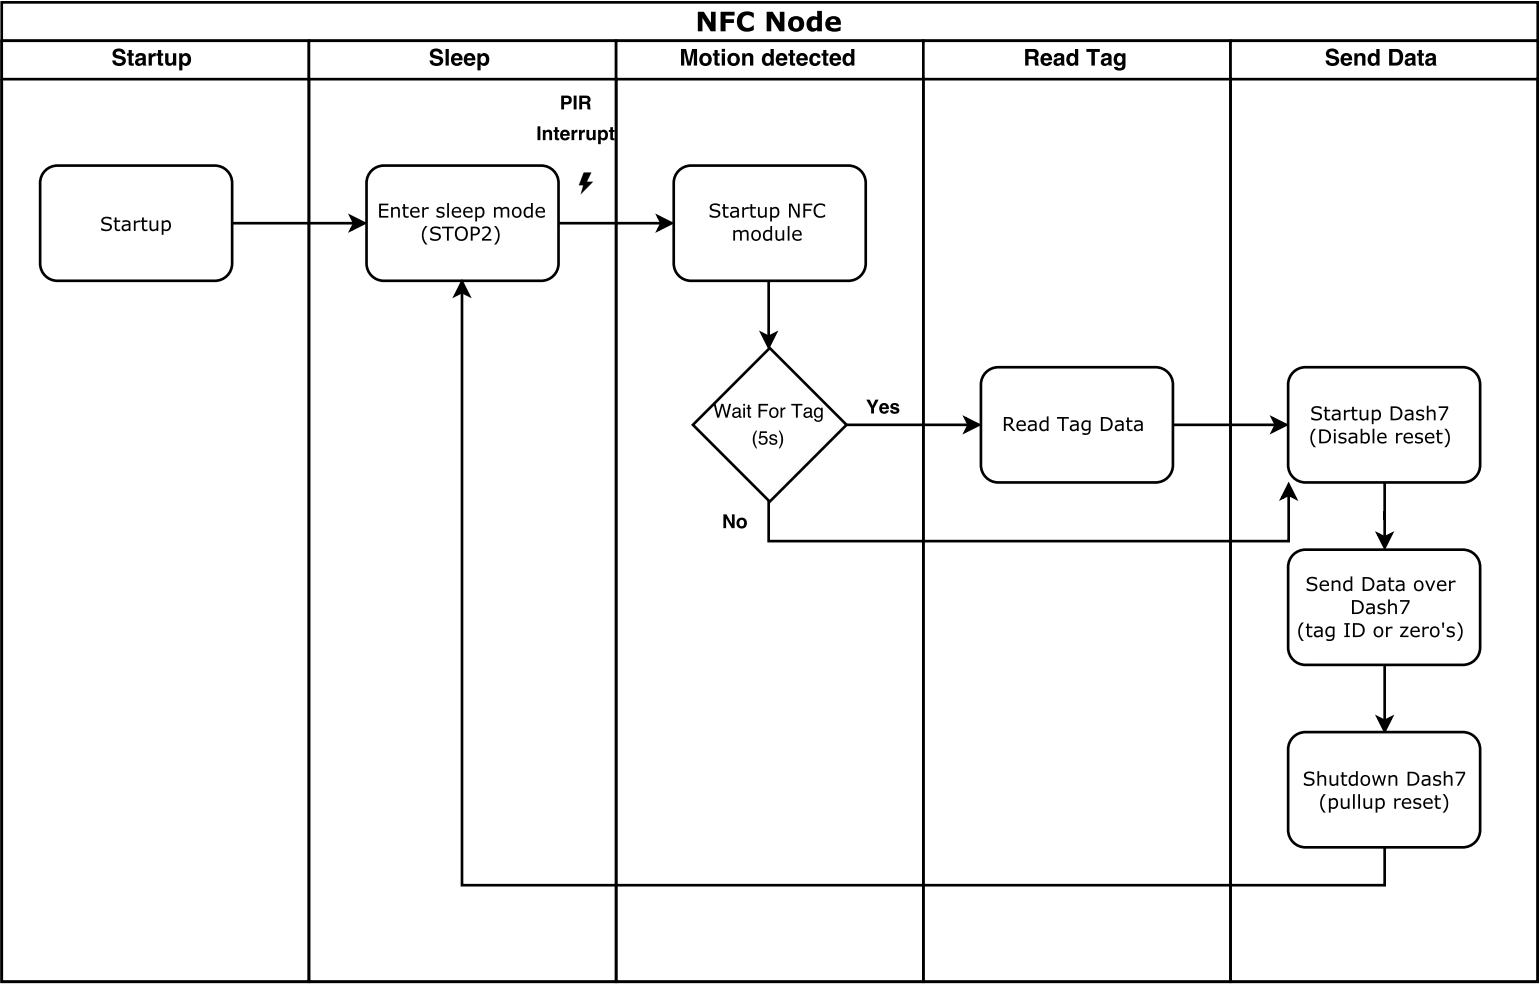 NFC Node
Startup
Sleep
Motion detected
Read Tag
Send Data
PIR
Interrupt
Startup
Enter sleep mode
(STOP2)
Startup NFC
module
Wait For Tag
(5s)
Yes
No
Read Tag Data
Startup Dash7
(Disable reset)
Send Data over
Dash7
(tag ID or zero's)
Shutdown Dash7
(pullup reset)